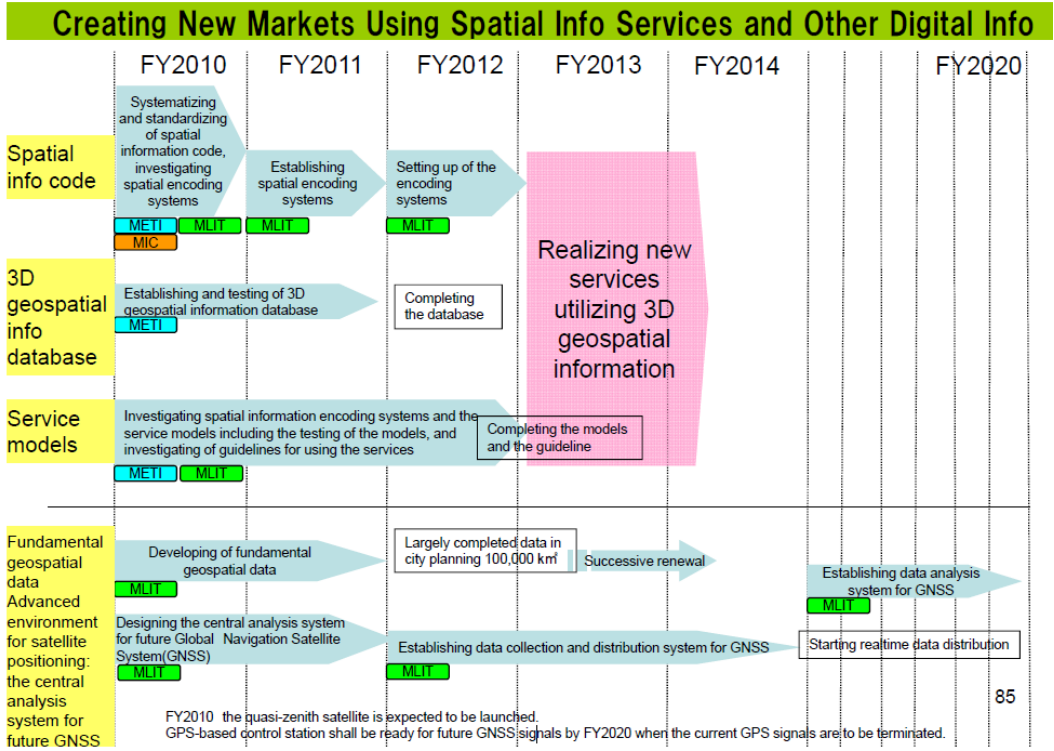 Creating New Markets Using Spatial Info Services and Other Digital Info
FY2010
FY2011
FY2012
FY2013
FY2014
FY2020
Spatial
info code
Systematizing
and standardizing
of spatial
information code,
investigating
spatial encoding
systems
METI
MLIT
MIC
Establishing
spatial encoding
systems
MLIT
Setting up of the
encoding
systems
MLIT
Realizing new
services
utilizing 3D
geospatial
information
3D
geospatial
info
database
Establishing and testing of 3D
geospatial information database
METI
Completing
the database
Service
models
Investigating spatial information encoding systems and the
service models including the testing of the models, and
investigating of guidelines for using the services
METI
MLIT
Completing the models
and the guideline
Fundamental
geospatial
data
Advanced
environment
for satellite
positioning:
the central
analysis
system for
future GNSS
Developing of fundamental
geospatial data
MLIT
Largely completed data in
city planning 100,000 k㎡
Successive renewal
Establishing data analysis
system for GNSS
MLIT
Designing the central analysis system
for future Global Navigation Satellite
System(GNSS)
MLIT
Establishing data collection and distribution system for GNSS
MLIT
Starting realtime data distribution
85
FY2010 the quasi-zenith satellite is expected to be launched.
GPS-based control station shall be ready for future GNSS signals by FY2020 when the current GPS signals are to be terminated.